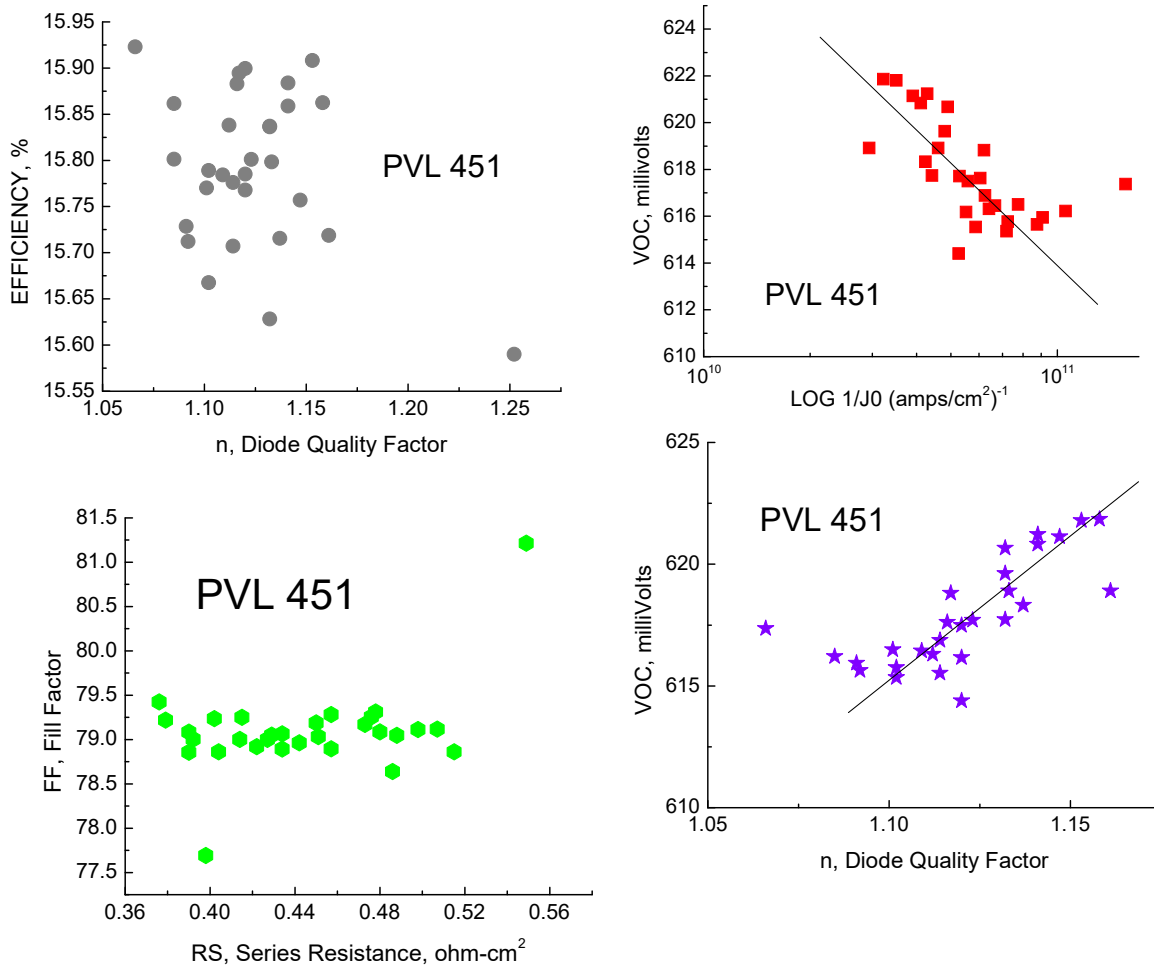 15.95
15.90
15.85
15.80
15.75
15.70
15.65
15.60
15.55
EFFICIENCY, %
PVL 451
1.05 1.10 1.15 1.20 1.25
n, Diode Quality Factor
624
622
620
618
616
614
612
610
VOC, millivolts
PVL 451
10^10 10^11
LOG 1/J0 (amps/cm²)⁻¹
81.5
81.0
80.5
80.0
79.5
79.0
78.5
78.0
77.5
FF, Fill Factor
PVL 451
0.36 0.40 0.44 0.48 0.52 0.56
RS, Series Resistance, ohm-cm²
625
620
615
610
VOC, milliVolts
PVL 451
1.05 1.10 1.15
n, Diode Quality Factor